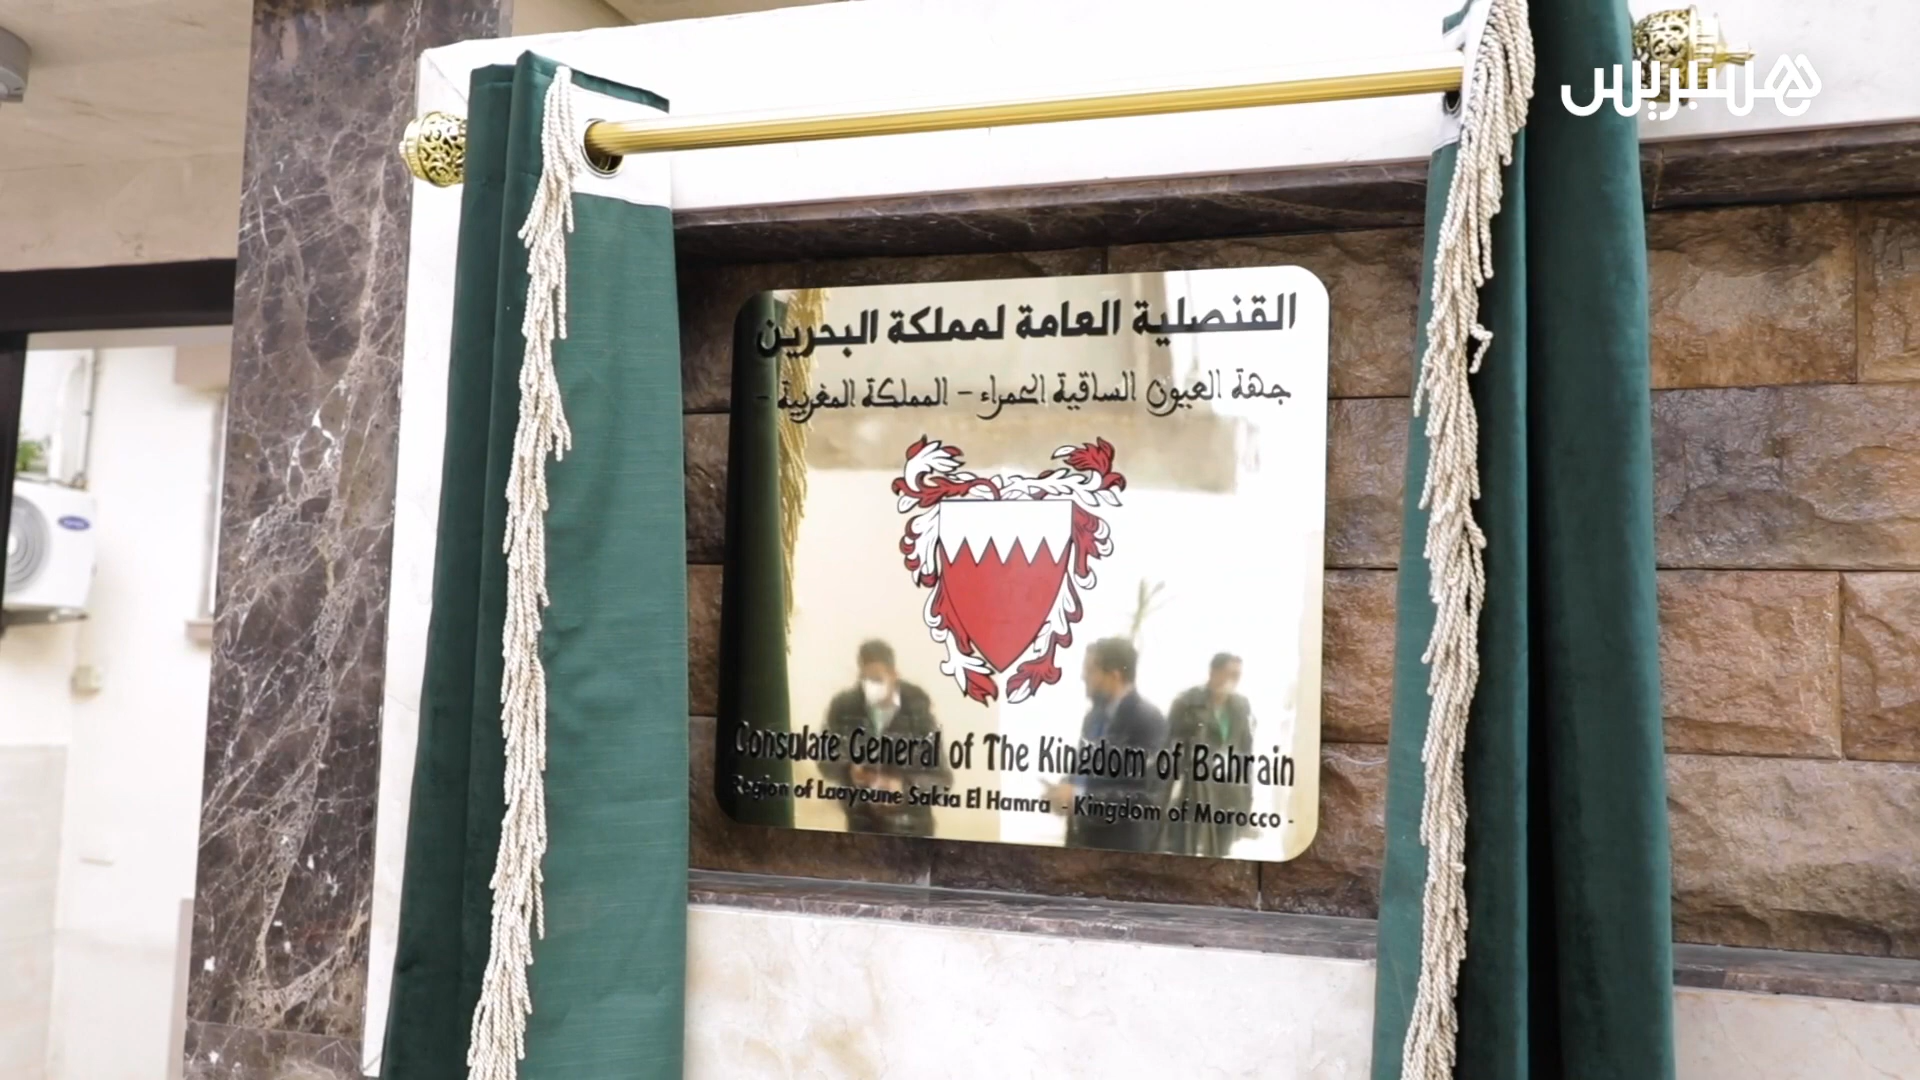 هسبريس
القنصلية العامة لمملكة البحرين
جهة العيون الساقية الحمراء - المملكة المغربية -
Consulate General of The Kingdom of Bahrain
Region of Laayoune Sakia El Hamra - Kingdom of Morocco -